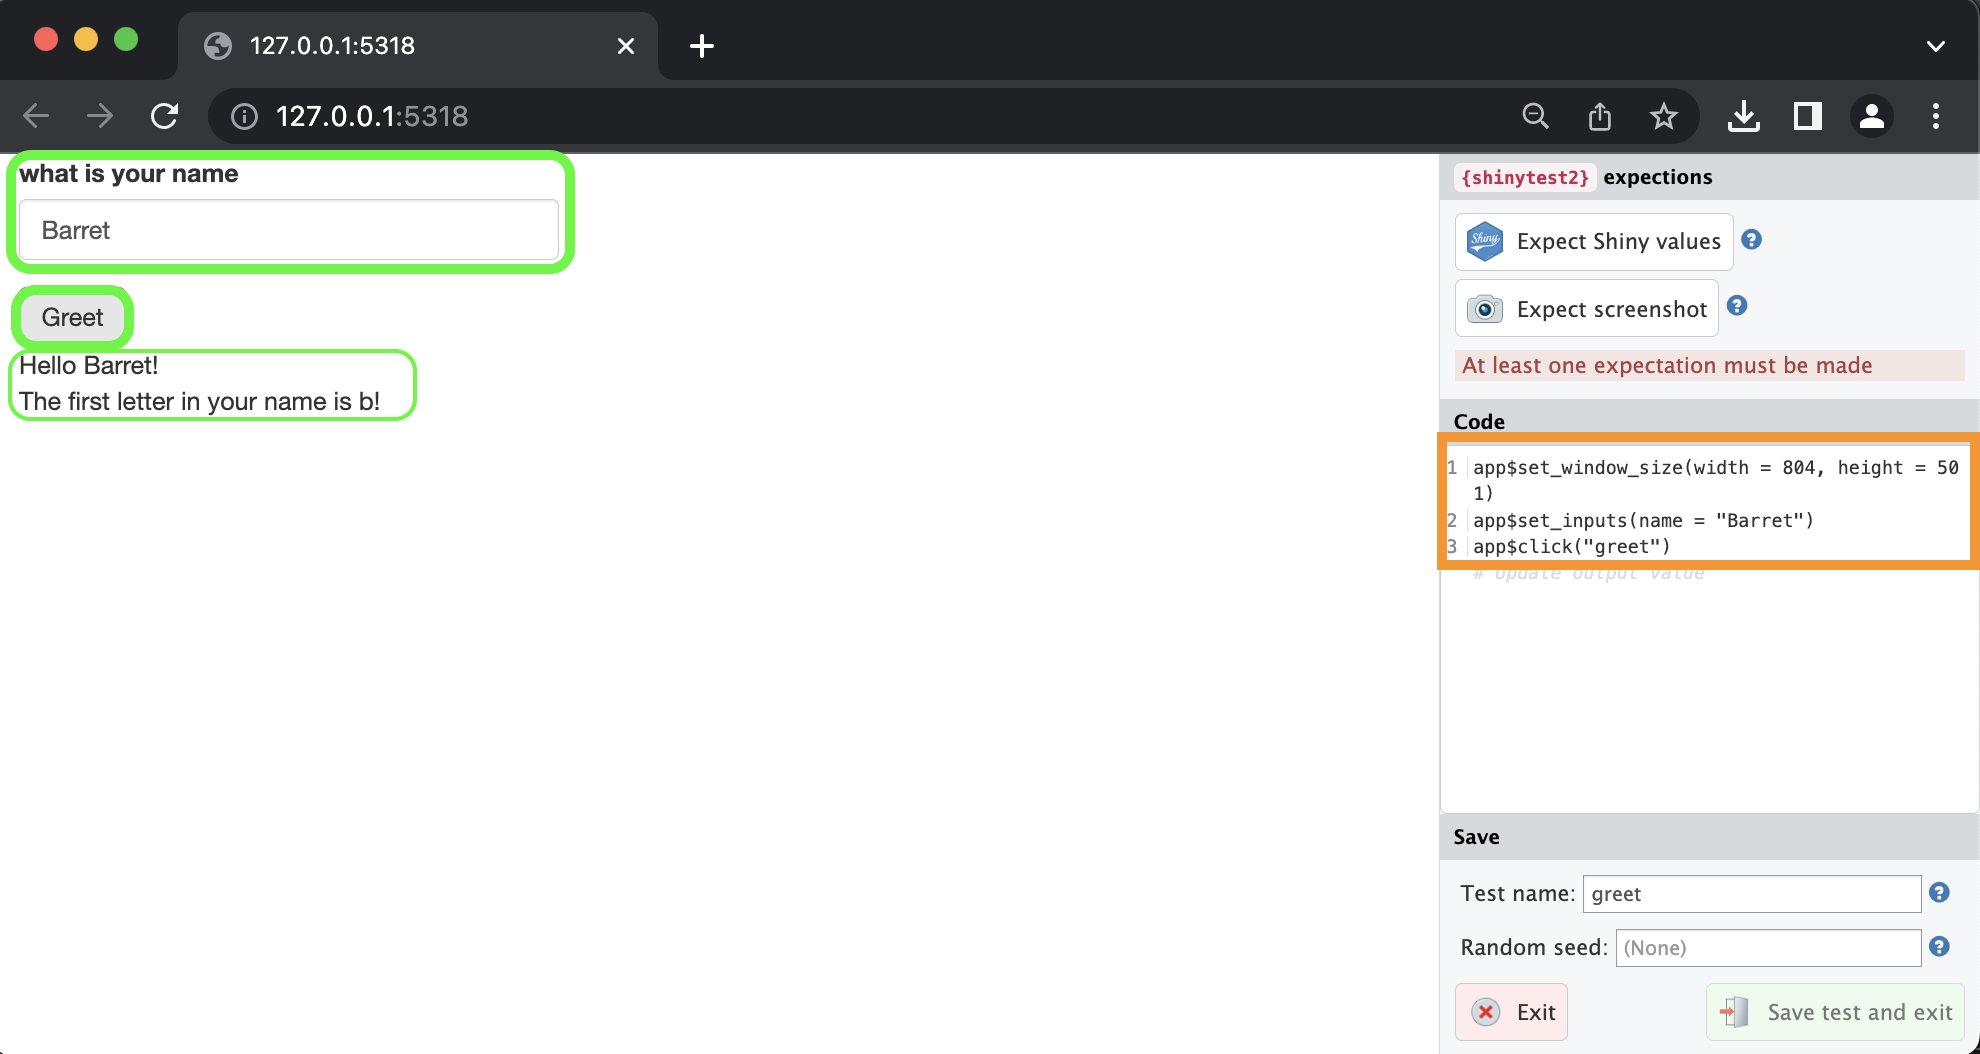 127.0.0.1:5318
127.0.0.1:5318
what is your name
Barret
Greet
Hello Barret!
The first letter in your name is b!
{shinytest2} expections
Shiny Expect Shiny values ?
Expect screenshot ?
At least one expectation must be made
Code
1 app$set_window_size(width = 804, height = 50
1)
2 app$set_inputs(name = "Barret")
3 app$click("greet")
# Update output value
Save
Test name: greet ?
Random seed: (None) ?
Exit Save test and exit